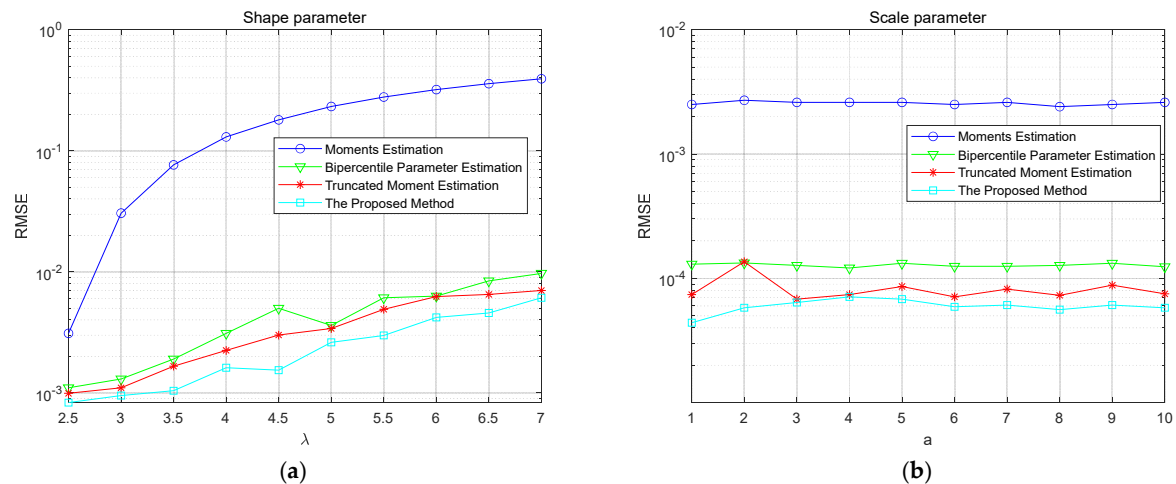 Shape parameter
10^0
10^-1
10^-2
10^-3
RMSE
Moments Estimation
Bipercentile Parameter Estimation
Truncated Moment Estimation
The Proposed Method
2.5 3 3.5 4 4.5 5 5.5 6 6.5 7
λ
(a)
Scale parameter
10^-2
10^-3
10^-4
RMSE
Moments Estimation
Bipercentile Parameter Estimation
Truncated Moment Estimation
The Proposed Method
1 2 3 4 5 6 7 8 9 10
a
(b)